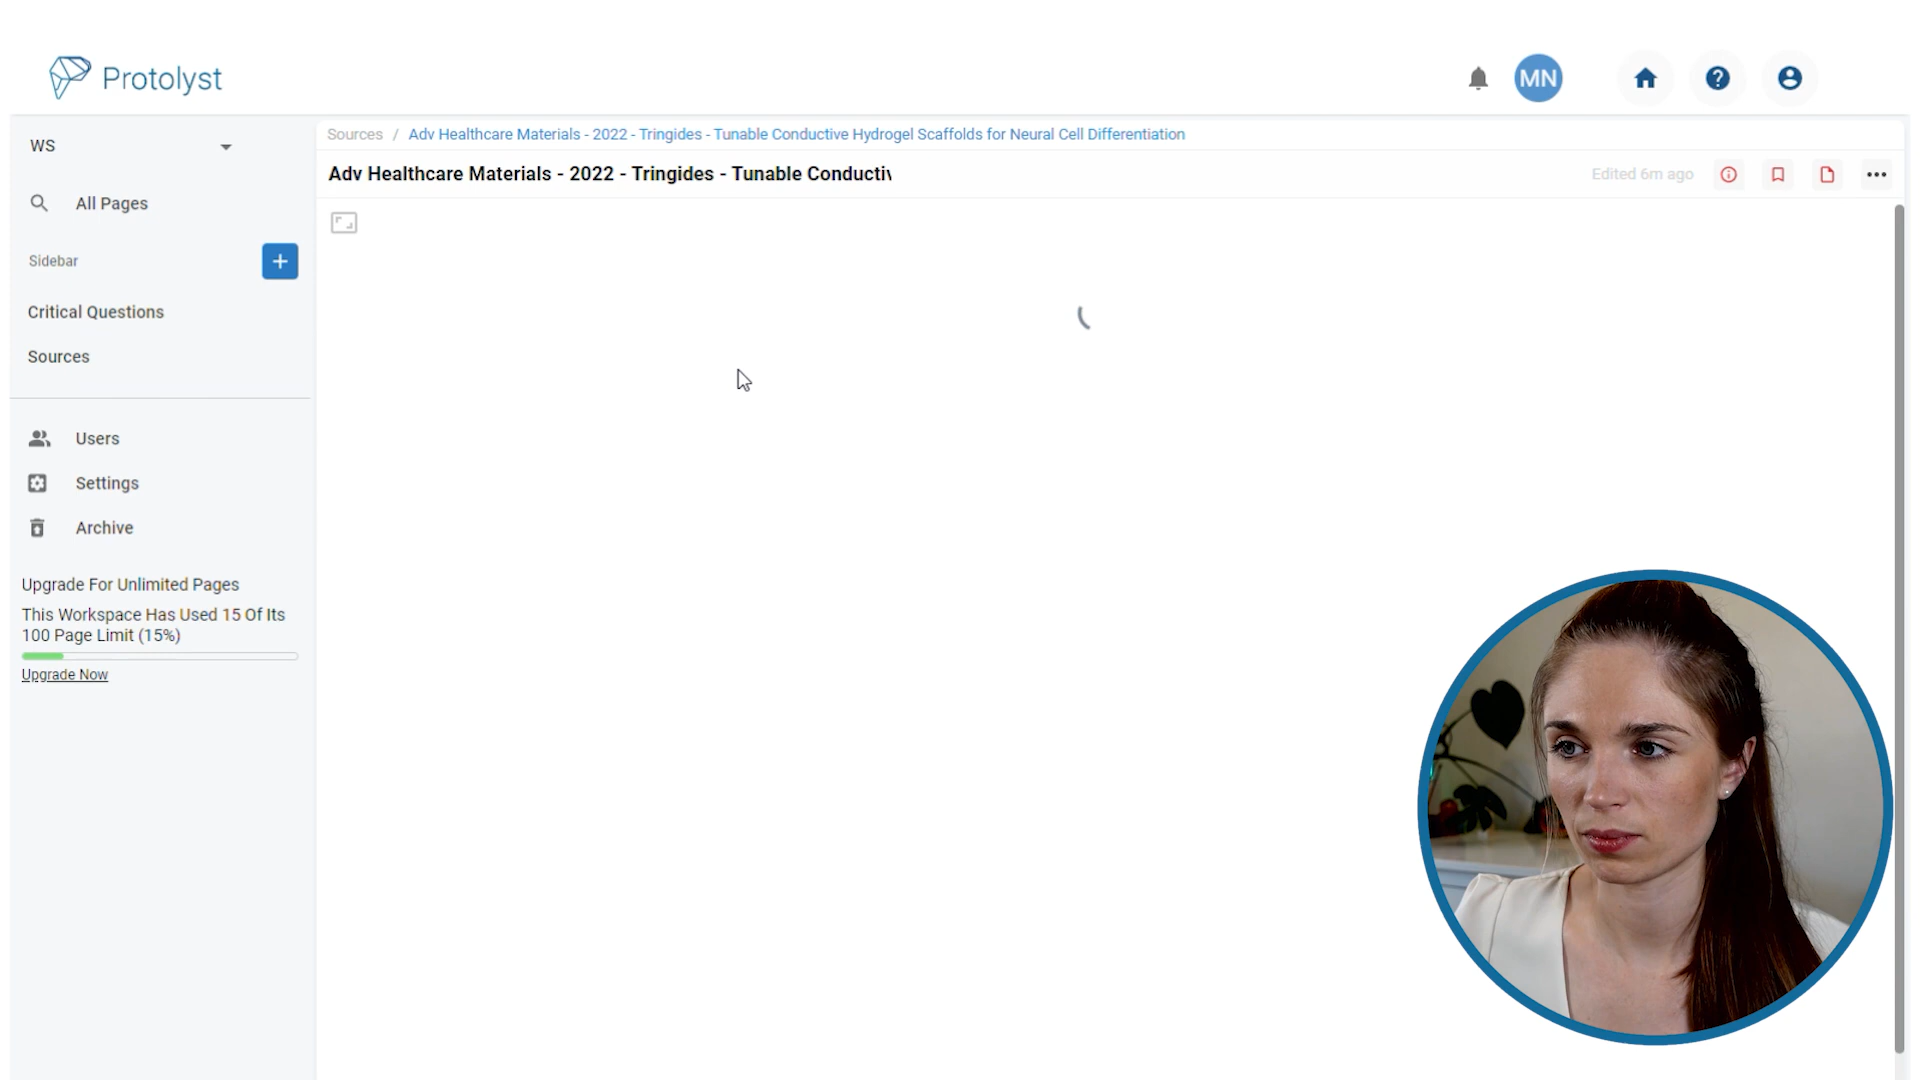 Protolyst
MN
WS
Sources / Adv Healthcare Materials - 2022 - Tringides - Tunable Conductive Hydrogel Scaffolds for Neural Cell Differentiation
Adv Healthcare Materials - 2022 - Tringides - Tunable Conductiv
Edited 6m ago
All Pages
Sidebar
Critical Questions
Sources
Users
Settings
Archive
Upgrade For Unlimited Pages
This Workspace Has Used 15 Of Its
100 Page Limit (15%)
Upgrade Now